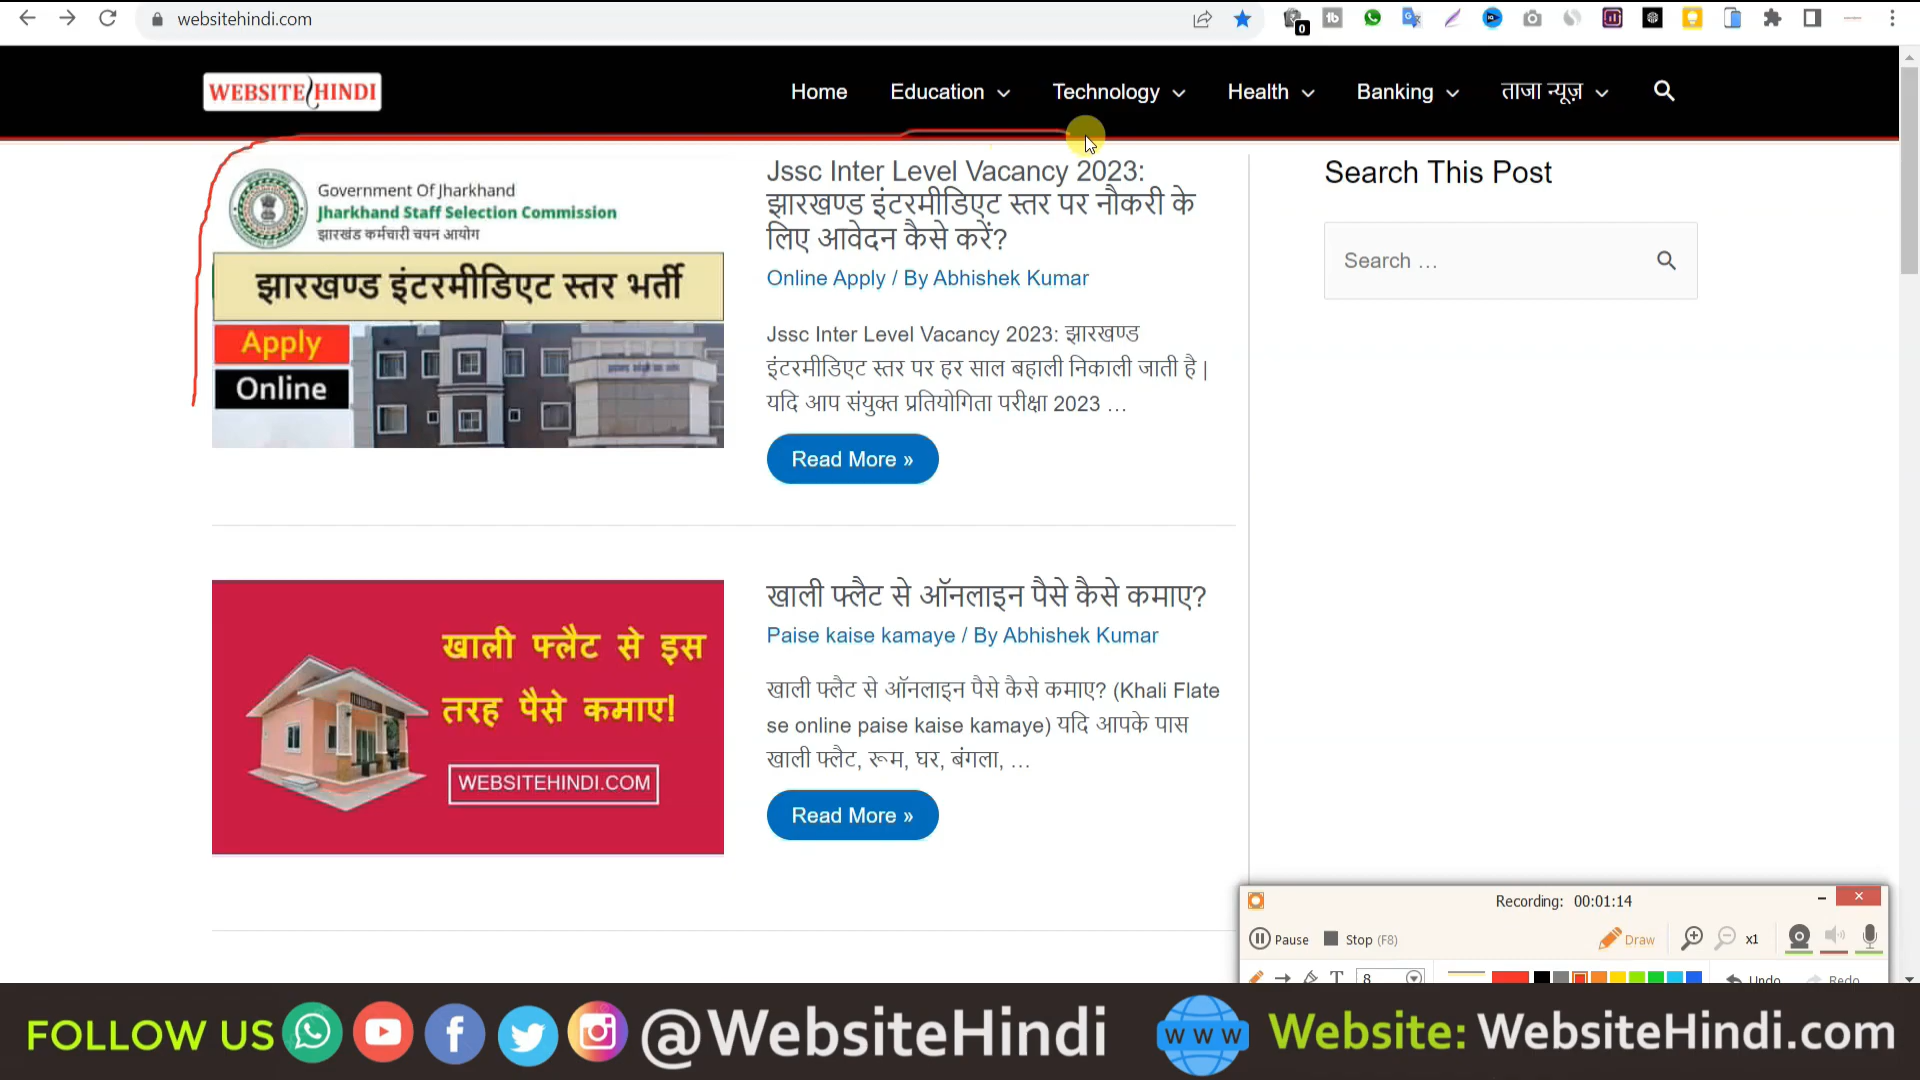 websitehindi.com
0
WEBSITE HINDI
Home Education Technology Health Banking ताजा न्यूज़
Government Of Jharkhand
Jharkhand Staff Selection Commission
झारखंड कर्मचारी चयन आयोग
झारखण्ड इंटरमीडिएट स्तर भर्ती
Apply
Online
Jssc Inter Level Vacancy 2023:
झारखण्ड इंटरमीडिएट स्तर पर नौकरी के
लिए आवेदन कैसे करें?
Online Apply / By Abhishek Kumar
Jssc Inter Level Vacancy 2023: झारखण्ड
इंटरमीडिएट स्तर पर हर साल बहाली निकाली जाती है |
यदि आप संयुक्त प्रतियोगिता परीक्षा 2023 …
Read More »
Search This Post
Search …
खाली फ्लैट से इस
तरह पैसे कमाए!
WEBSITEHINDI.COM
खाली फ्लैट से ऑनलाइन पैसे कैसे कमाए?
Paise kaise kamaye / By Abhishek Kumar
खाली फ्लैट से ऑनलाइन पैसे कैसे कमाए? (Khali Flate
se online paise kaise kamaye) यदि आपके पास
खाली फ्लैट, रूम, घर, बंगला, …
Read More »
Recording: 00:01:14
Pause Stop (F8) Draw x1
T 8 Undo Redo
FOLLOW US @WebsiteHindi WWW Website: WebsiteHindi.com